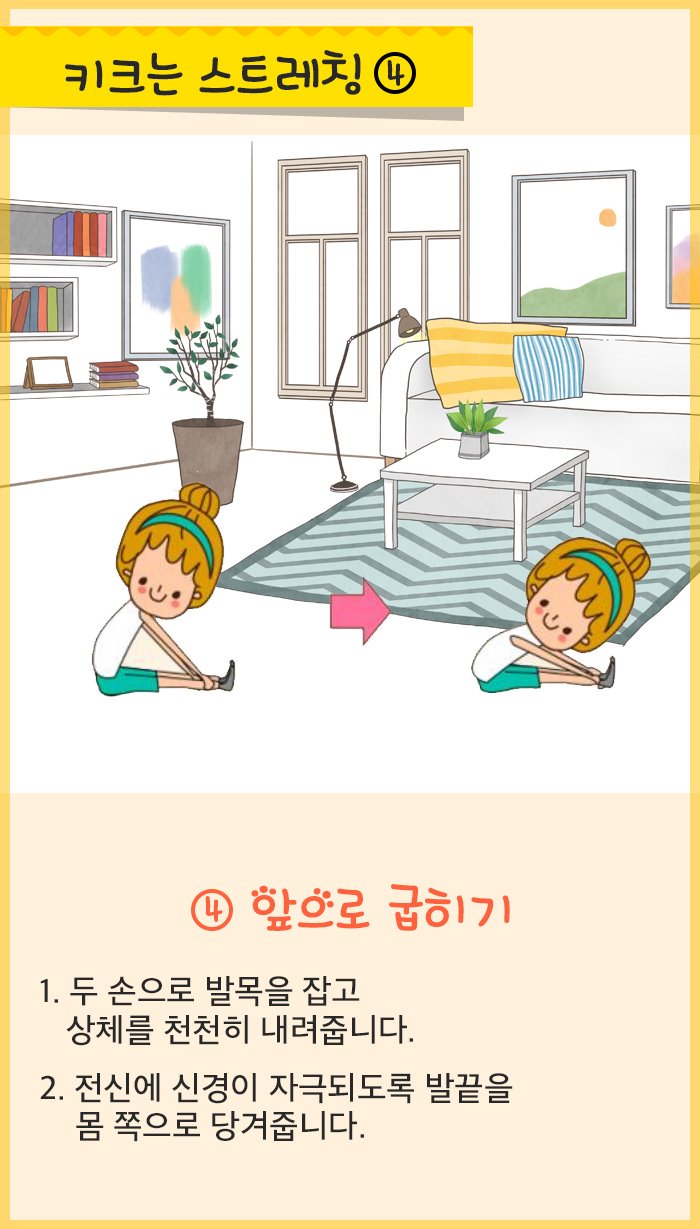 키크는 스트레칭 ④
④ 앞으로 굽히기
1. 두 손으로 발목을 잡고
상체를 천천히 내려줍니다.
2. 전신에 신경이 자극되도록 발끝을
몸 쪽으로 당겨줍니다.